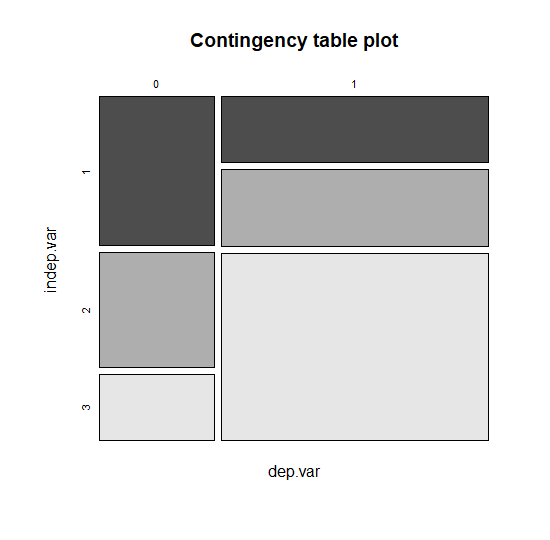 Contingency table plot
0 1
1
2
3
indep.var
dep.var